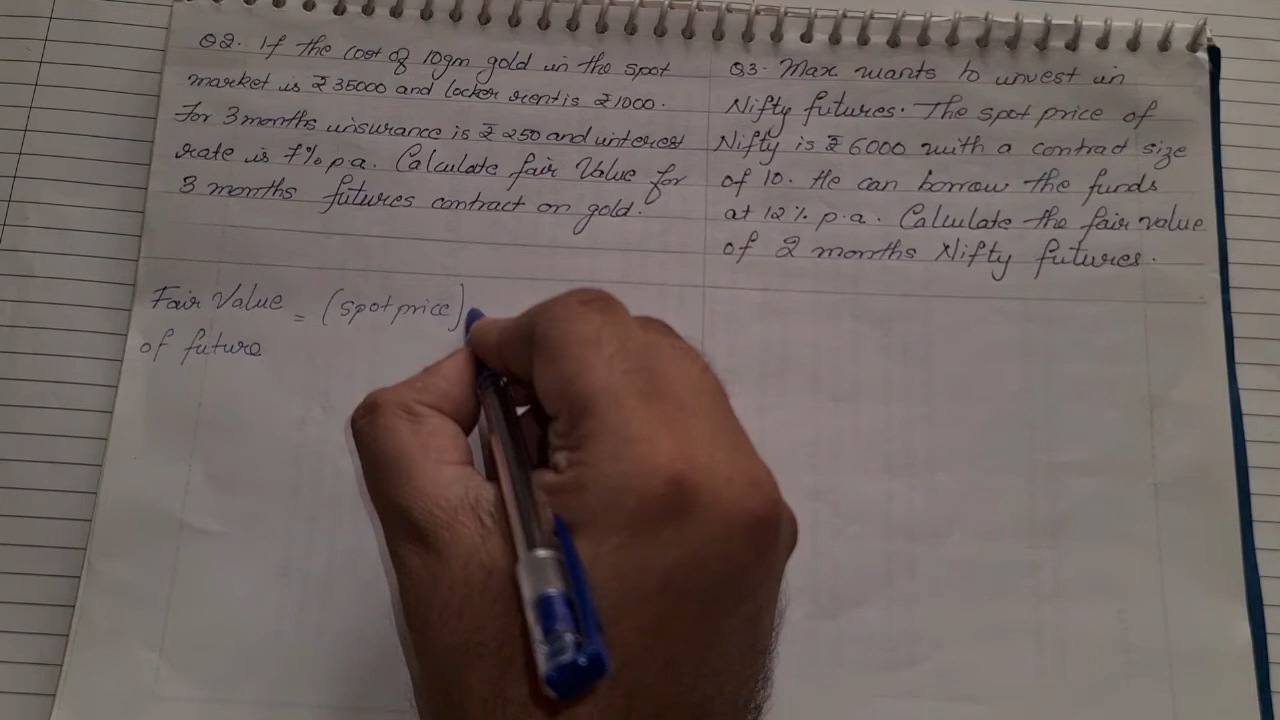 Q2. If the cost of 10gm gold in the spot
market is ₹35000 and locker rent is ₹1000.
For 3 months insurance is ₹250 and interest
rate is 7% p.a. Calculate fair Value for
3 months futures contract on gold.
Q3. Max wants to invest in
Nifty futures. The spot price of
Nifty is ₹6000 with a contract size
of 10. He can borrow the funds
at 12% p.a. Calculate the fair value
of 2 months Nifty futures.
Fair Value = (spot price)
of future